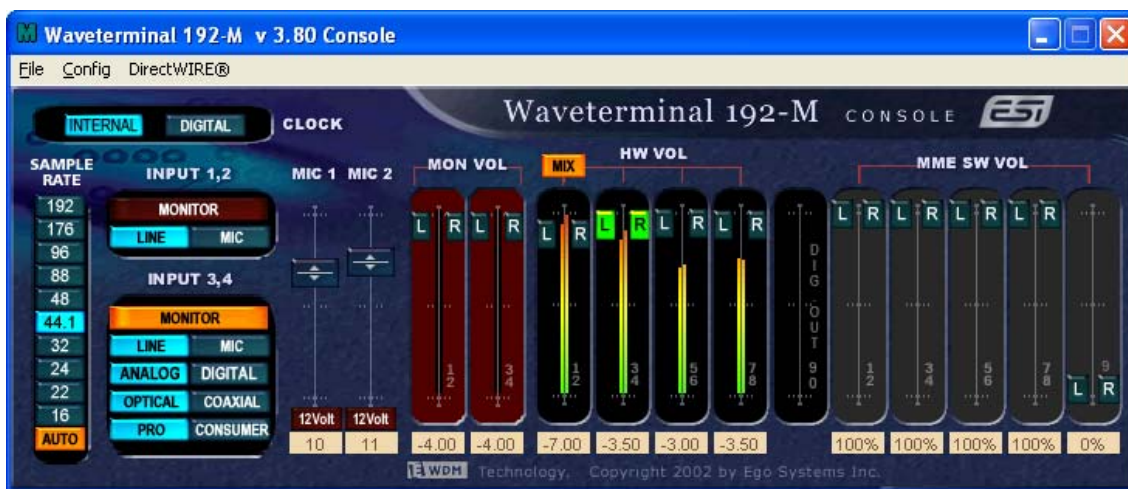 Waveterminal 192-M v 3.80 Console
File Config DirectWIRE®
INTERNAL DIGITAL CLOCK
Waveterminal 192-M CONSOLE ESI
SAMPLE RATE
192
176
96
88
48
44.1
32
24
22
16
AUTO
INPUT 1,2
MONITOR
LINE MIC
INPUT 3,4
MONITOR
LINE MIC
ANALOG DIGITAL
OPTICAL COAXIAL
PRO CONSUMER
MIC 1 MIC 2
12Volt 12Volt
10 11
MON VOL
L R L R
1 2 3 4
-4.00 -4.00
MIX HW VOL
L R L R L R L R
1 2 3 4 5 6 7 8
-7.00 -3.50 -3.00 -3.50
DIG.OUT 9 0
MME SW VOL
L R L R L R L R
1 2 3 4 5 6 7 8 9
L R
100% 100% 100% 100% 0%
WDM Technology. Copyright 2002 by Ego Systems Inc.